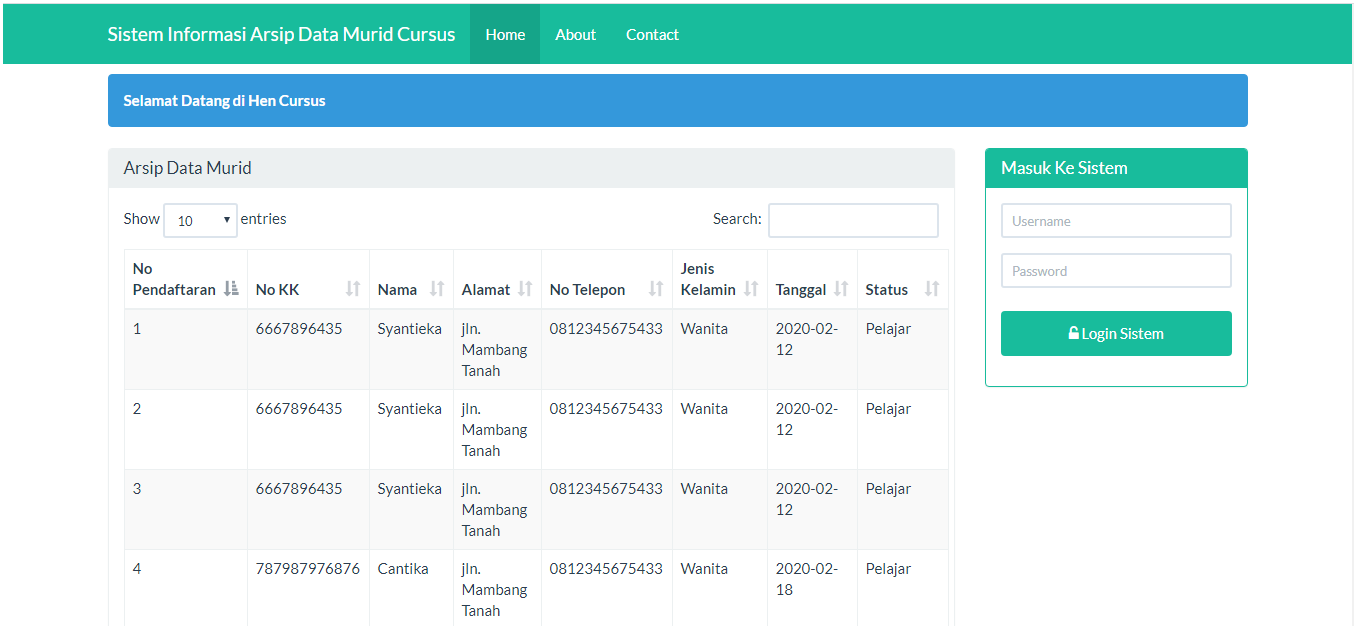 Sistem Informasi Arsip Data Murid Cursus Home About Contact
Selamat Datang di Hen Cursus
Arsip Data Murid
Show 10 entries Search:
No Pendaftaran No KK Nama Alamat No Telepon Jenis Kelamin Tanggal Status
1 6667896435 Syantieka jln. Mambang Tanah 0812345675433 Wanita 2020-02-12 Pelajar
2 6667896435 Syantieka jln. Mambang Tanah 0812345675433 Wanita 2020-02-12 Pelajar
3 6667896435 Syantieka jln. Mambang Tanah 0812345675433 Wanita 2020-02-12 Pelajar
4 787987976876 Cantika jln. Mambang Tanah 0812345675433 Wanita 2020-02-18 Pelajar
Masuk Ke Sistem
Username
Password
Login Sistem